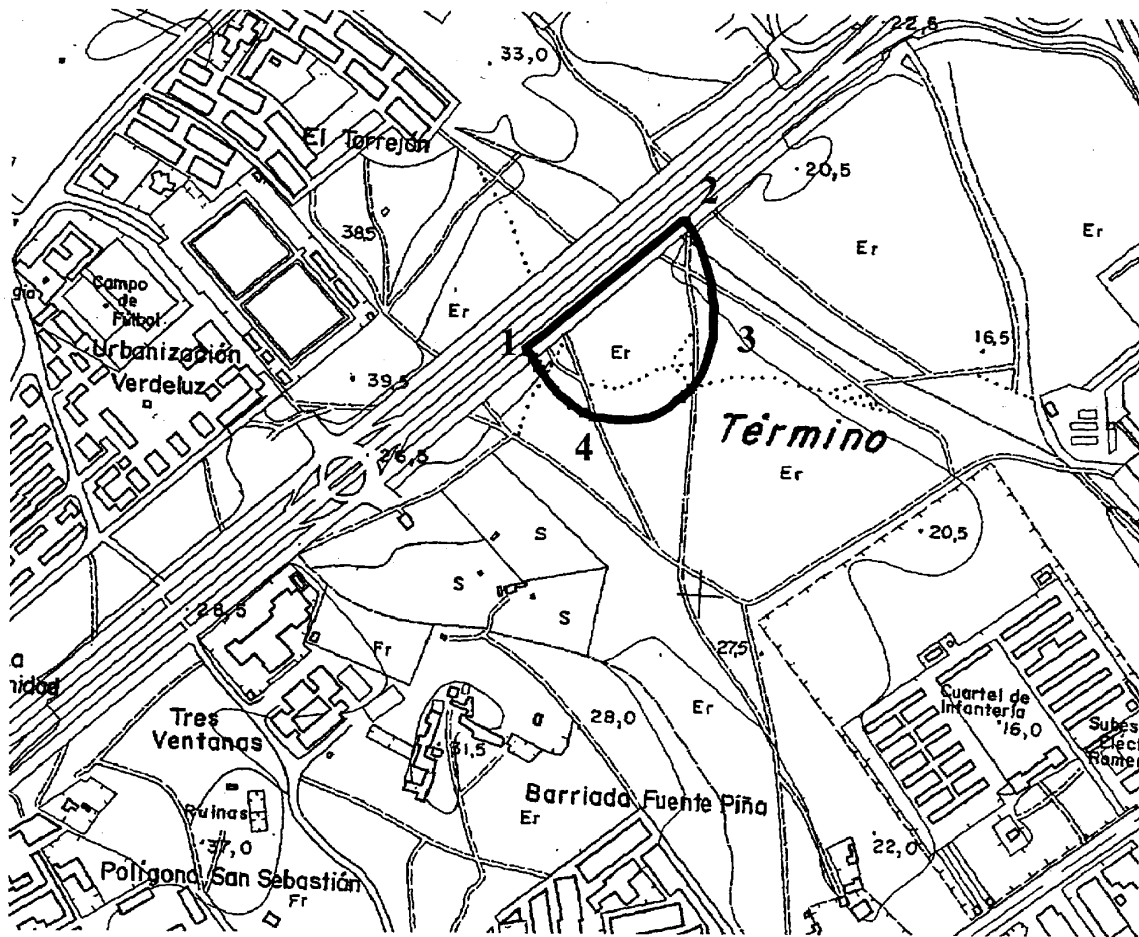 22,5
33,0
El Torrejón
20,5
2
38,5
Er
Er
Campo
de
Fútbol
Er
16,5
1
Er
3
Urbanización
Verdeluz
39,5
Término
4
26,5
Er
S
20,5
S
28,5
S
Fr
27,5
Cuartel de
Infantería
16,0
Tres
Ventanas
a
28,0
Er
31,5
Barriada Fuente Piña
Er
Ruinas
37,0
22,0
Polígono San Sebastián
Fr